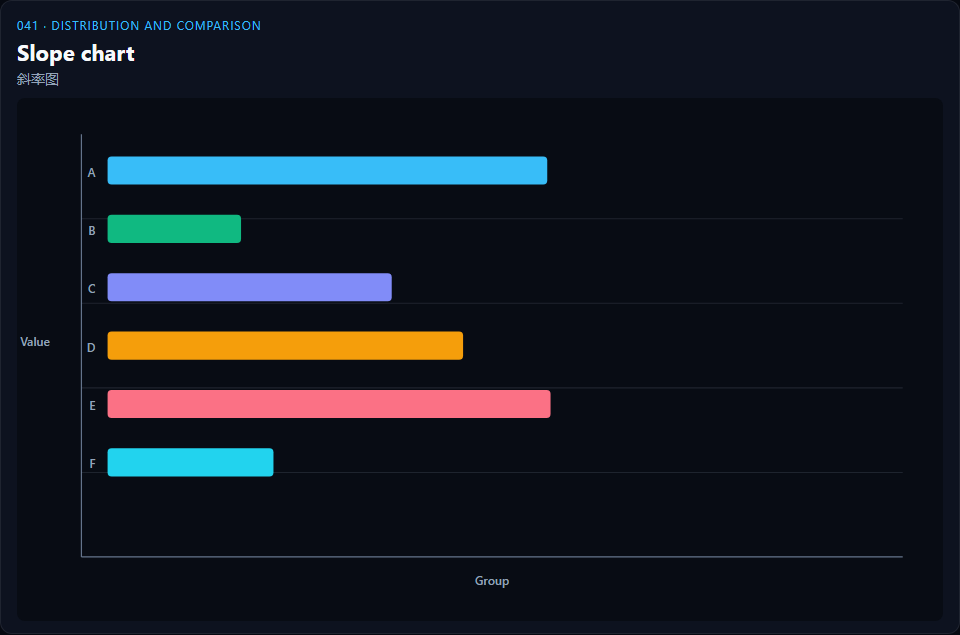 041 · DISTRIBUTION AND COMPARISON
Slope chart
斜率图
A
B
C
Value
D
E
F
Group